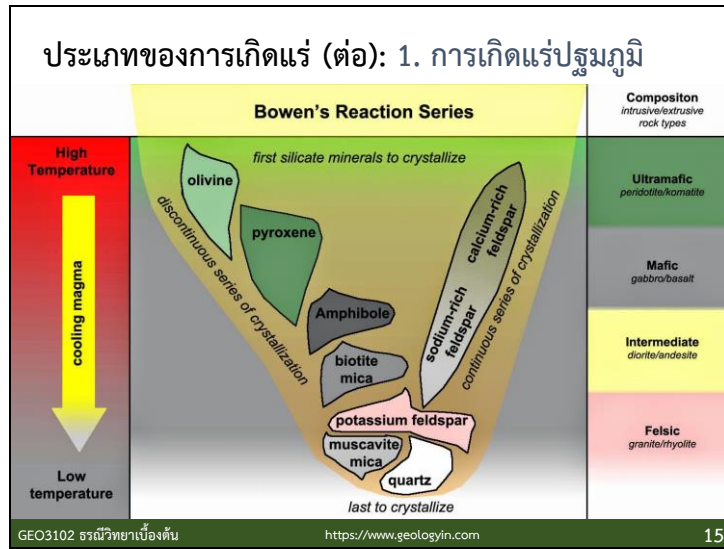 ประเภทของการเกิดแร่ (ต่อ): 1. การเกิดแร่ปฐมภูมิ
Bowen's Reaction Series
Compositon
intrusive/extrusive
rock types
High
Temperature
cooling magma
Low
temperature
first silicate minerals to crystallize
olivine
pyroxene
discontinuous series of crystallization
Amphibole
biotite
mica
calcium-rich
feldspar
sodium-rich
feldspar
continuous series of crystallization
potassium feldspar
muscavite
mica
quartz
last to crystallize
Ultramafic
peridotite/komatite
Mafic
gabbro/basalt
Intermediate
diorite/andesite
Felsic
granite/rhyolite
GEO3102 ธรณีวิทยาเบื้องต้น
https://www.geologyin.com
15